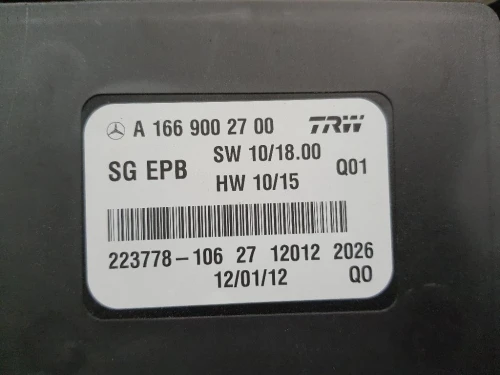 A 166 900 27 00 TRW
SG EPB SW 10/18.00 Q01
HW 10/15
223778-106 27 12012 2026
12/01/12 QO